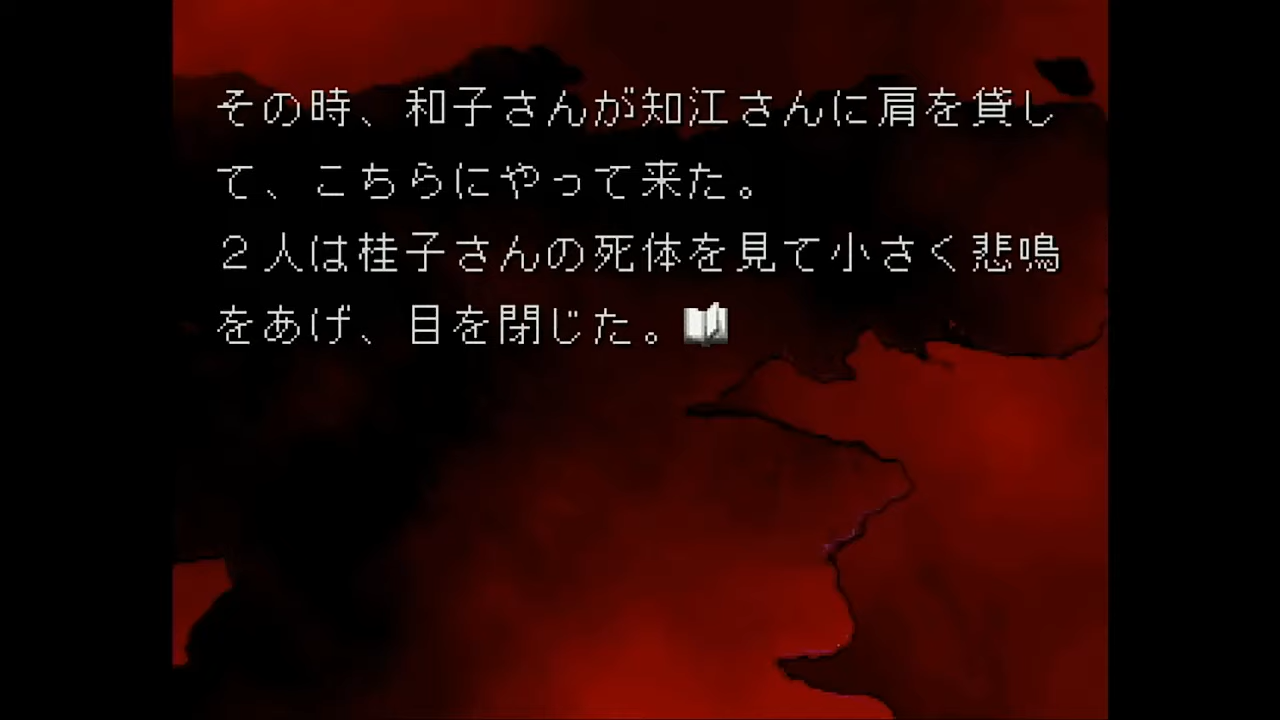 その時、和子さんが知江さんに肩を貸し
て、こちらにやって来た。
２人は桂子さんの死体を見て小さく悲鳴
をあげ、目を閉じた。